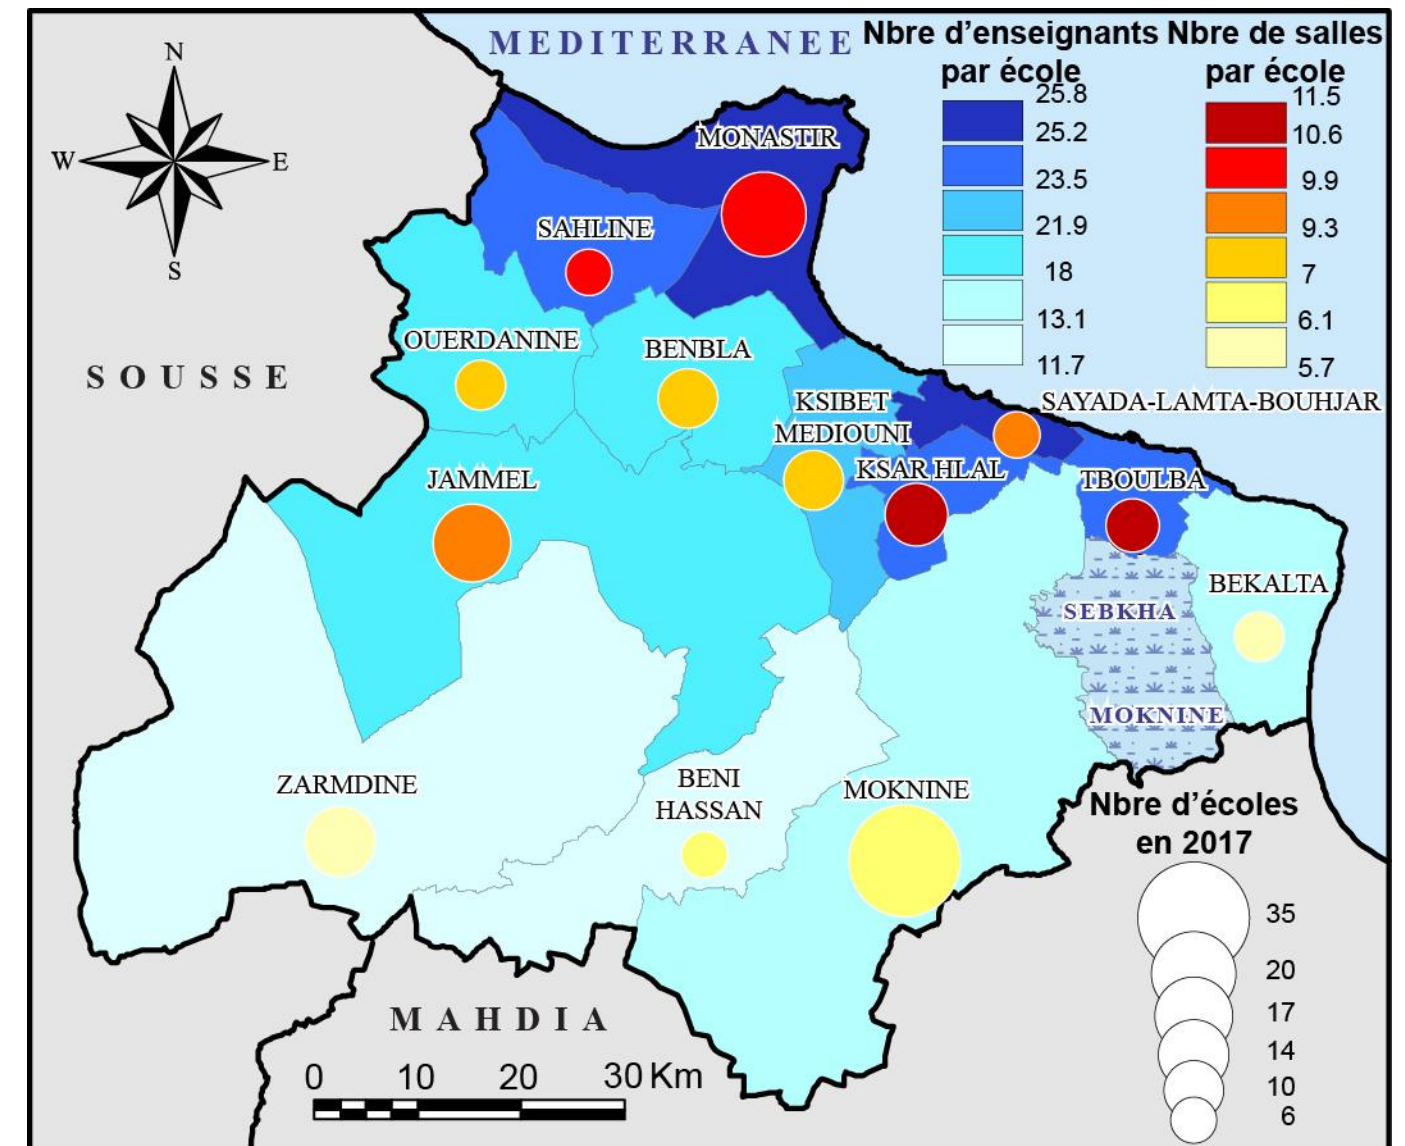 MEDITERRANEE
Nbre d'enseignants
par école
25.8
25.2
23.5
21.9
18
13.1
11.7
Nbre de salles
par école
11.5
10.6
9.9
9.3
7
6.1
5.7
N
W
E
S
MONASTIR
SAHLINE
OUERDANINE
BENBLA
SOUSSE
KSIBET
MEDIOUNI
SAYADA-LAMTA-BOUHJAR
KSAR HLAL
TBOULBA
JAMMEL
BEKALTA
SEBKHA
MOKNINE
ZARMDINE
BENI
HASSAN
MOKNINE
Nbre d'écoles
en 2017
35
20
17
14
10
6
MAHDIA
0 10 20 30 Km